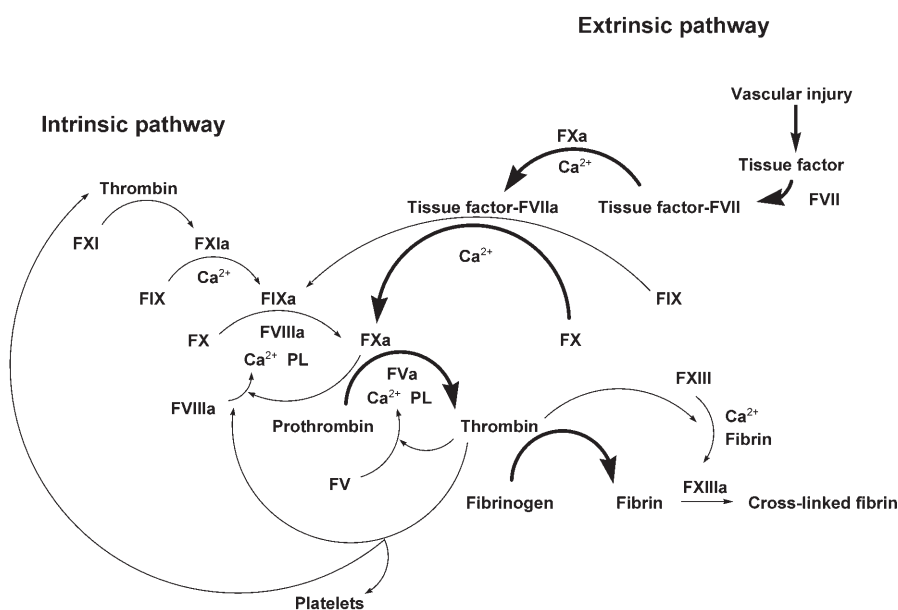 Extrinsic pathway
Vascular injury
Intrinsic pathway
FXa
Ca²⁺
Tissue factor
Thrombin
FVII
Tissue factor-FVIIa
Tissue factor-FVII
FXI
FXIa
Ca²⁺
Ca²⁺
FIX
FIXa
FIX
FX
FVIIIa
FXa
FX
Ca²⁺ PL
FVa
FXIII
Ca²⁺ PL
FVIIIa
Ca²⁺
Prothrombin
Thrombin
Fibrin
FV
FXIIIa
Fibrinogen
Fibrin
Cross-linked fibrin
Platelets